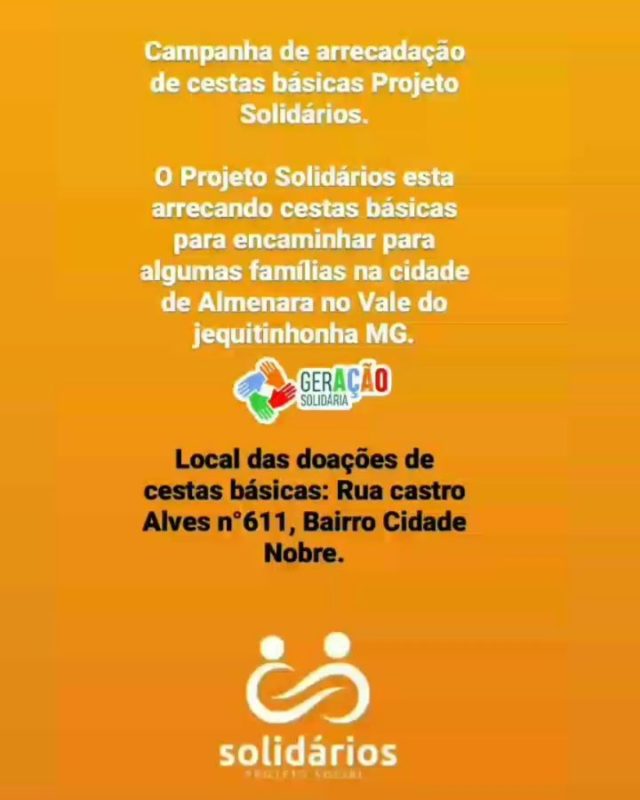 Campanha de arrecadação
de cestas básicas Projeto
Solidários.
O Projeto Solidários esta
arrecando cestas básicas
para encaminhar para
algumas famílias na cidade
de Almenara no Vale do
jequitinhonha MG.
GERAÇÃO
SOLIDÁRIA
Local das doações de
cestas básicas: Rua castro
Alves n°611, Bairro Cidade
Nobre.
solidários
PROJETO SOCIAL